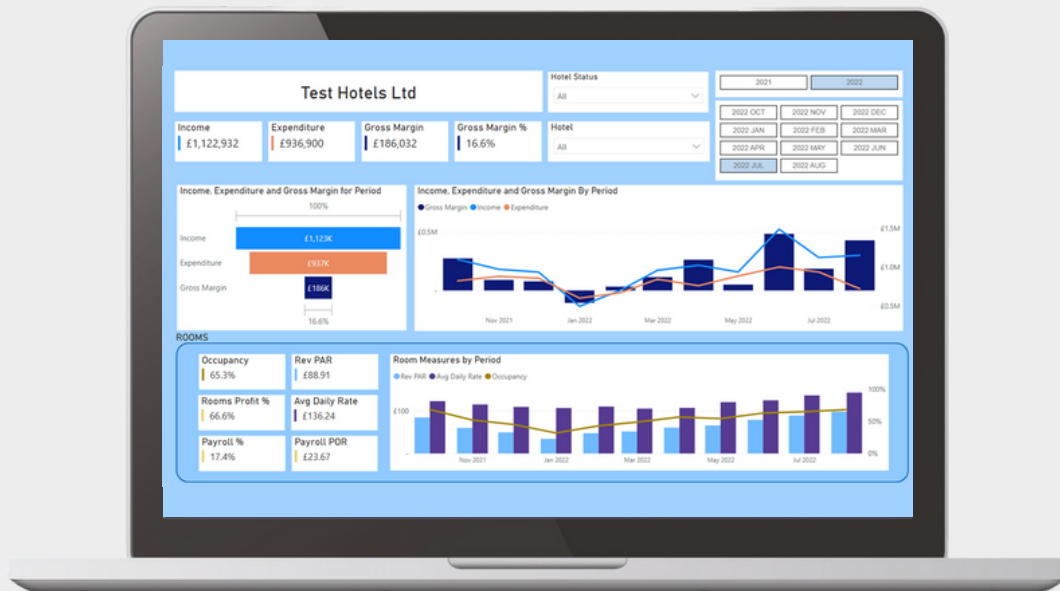 Test Hotels Ltd
Hotel Status
All
2021
2022
Income
£1,122,932
Expenditure
£936,900
Gross Margin
£186,032
Gross Margin %
16.6%
Hotel
All
2022 OCT
2022 NOV
2022 DEC
2022 JAN
2022 FEB
2022 MAR
2022 APR
2022 MAY
2022 JUN
2022 JUL
2022 AUG
Income, Expenditure and Gross Margin for Period
100%
Income
£1,123K
Expenditure
£937K
Gross Margin
£186K
16.6%
Income, Expenditure and Gross Margin By Period
Gross Margin
Income
Expenditure
£0.5M
-
£1.5M
£1.0M
£0.5M
Nov 2021
Jan 2022
Mar 2022
May 2022
Jul 2022
ROOMS
Occupancy
65.3%
Rev PAR
£88.91
Rooms Profit %
66.6%
Avg Daily Rate
£136.24
Payroll %
17.4%
Payroll POR
£23.67
Room Measures by Period
Rev PAR
Avg Daily Rate
Occupancy
£100
-
100%
50%
0%
Nov 2021
Jan 2022
Mar 2022
May 2022
Jul 2022